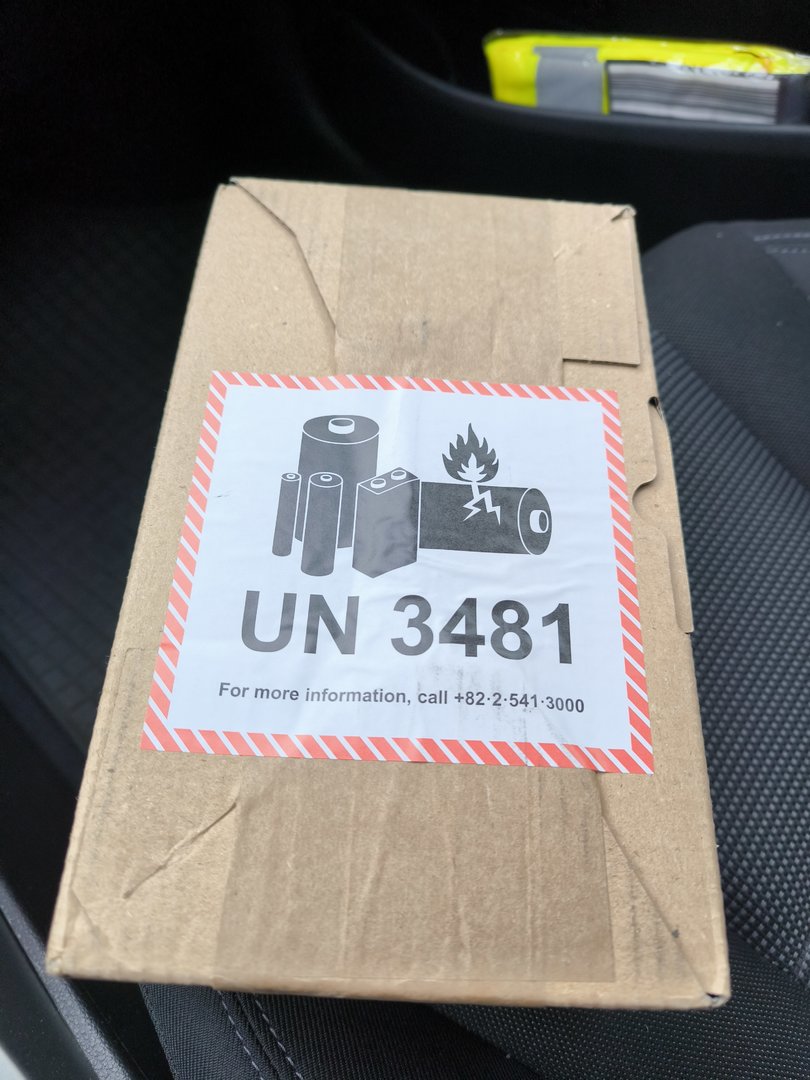 UN 3481
For more information, call +82·2·541·3000